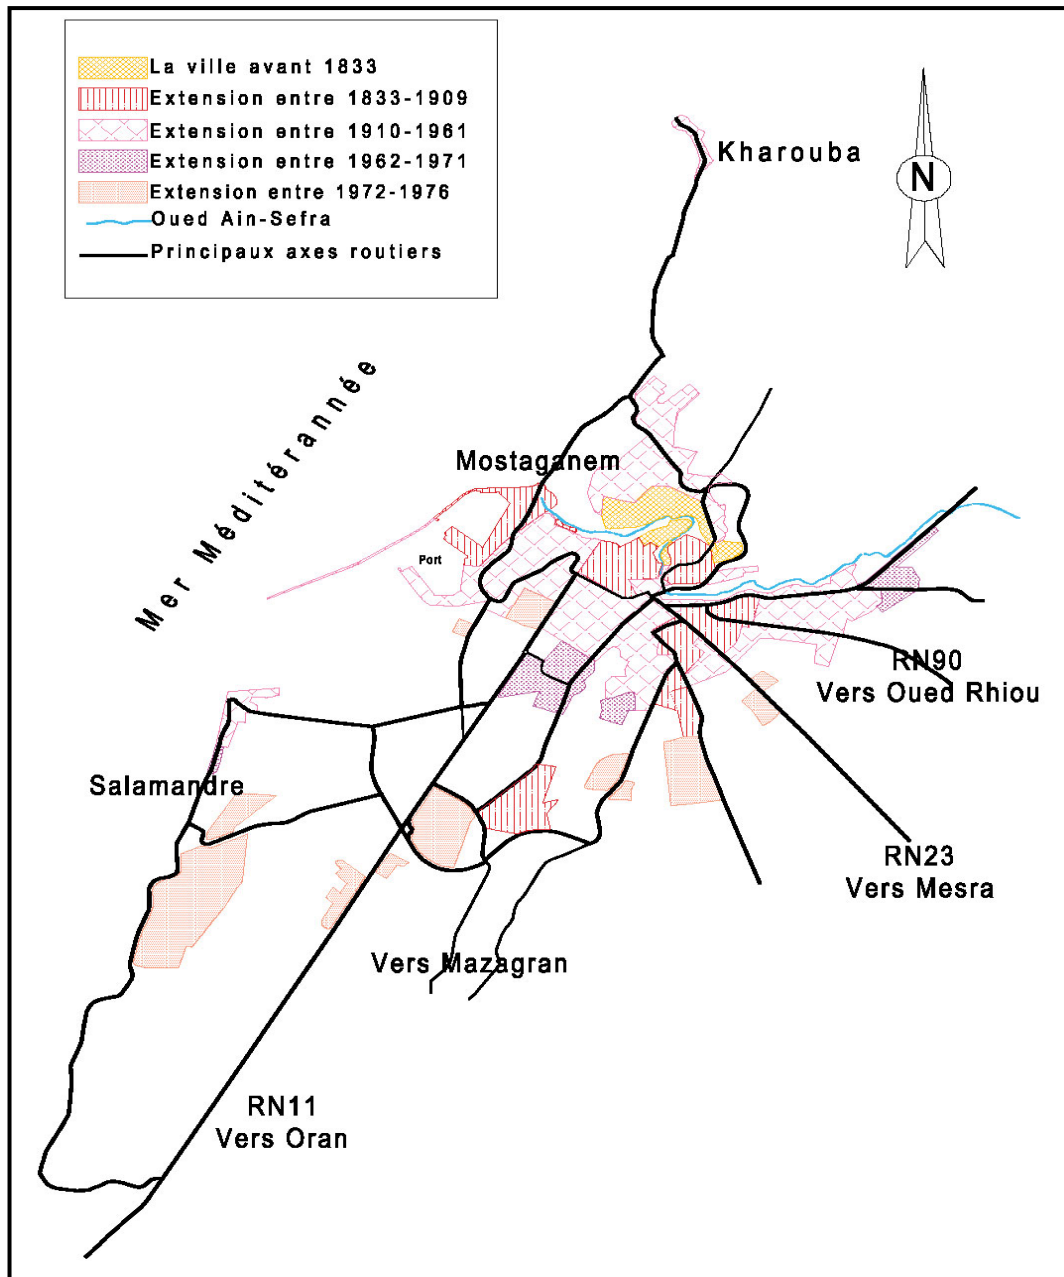 La ville avant 1833
Extension entre 1833-1909
Extension entre 1910-1961
Extension entre 1962-1971
Extension entre 1972-1976
Oued Ain-Sefra
Principaux axes routiers
Kharouba
N
Mer Méditérannée
Mostaganem
Port
RN90
Vers Oued Rhiou
Salamandre
RN23
Vers Mesra
Vers Mazagran
RN11
Vers Oran